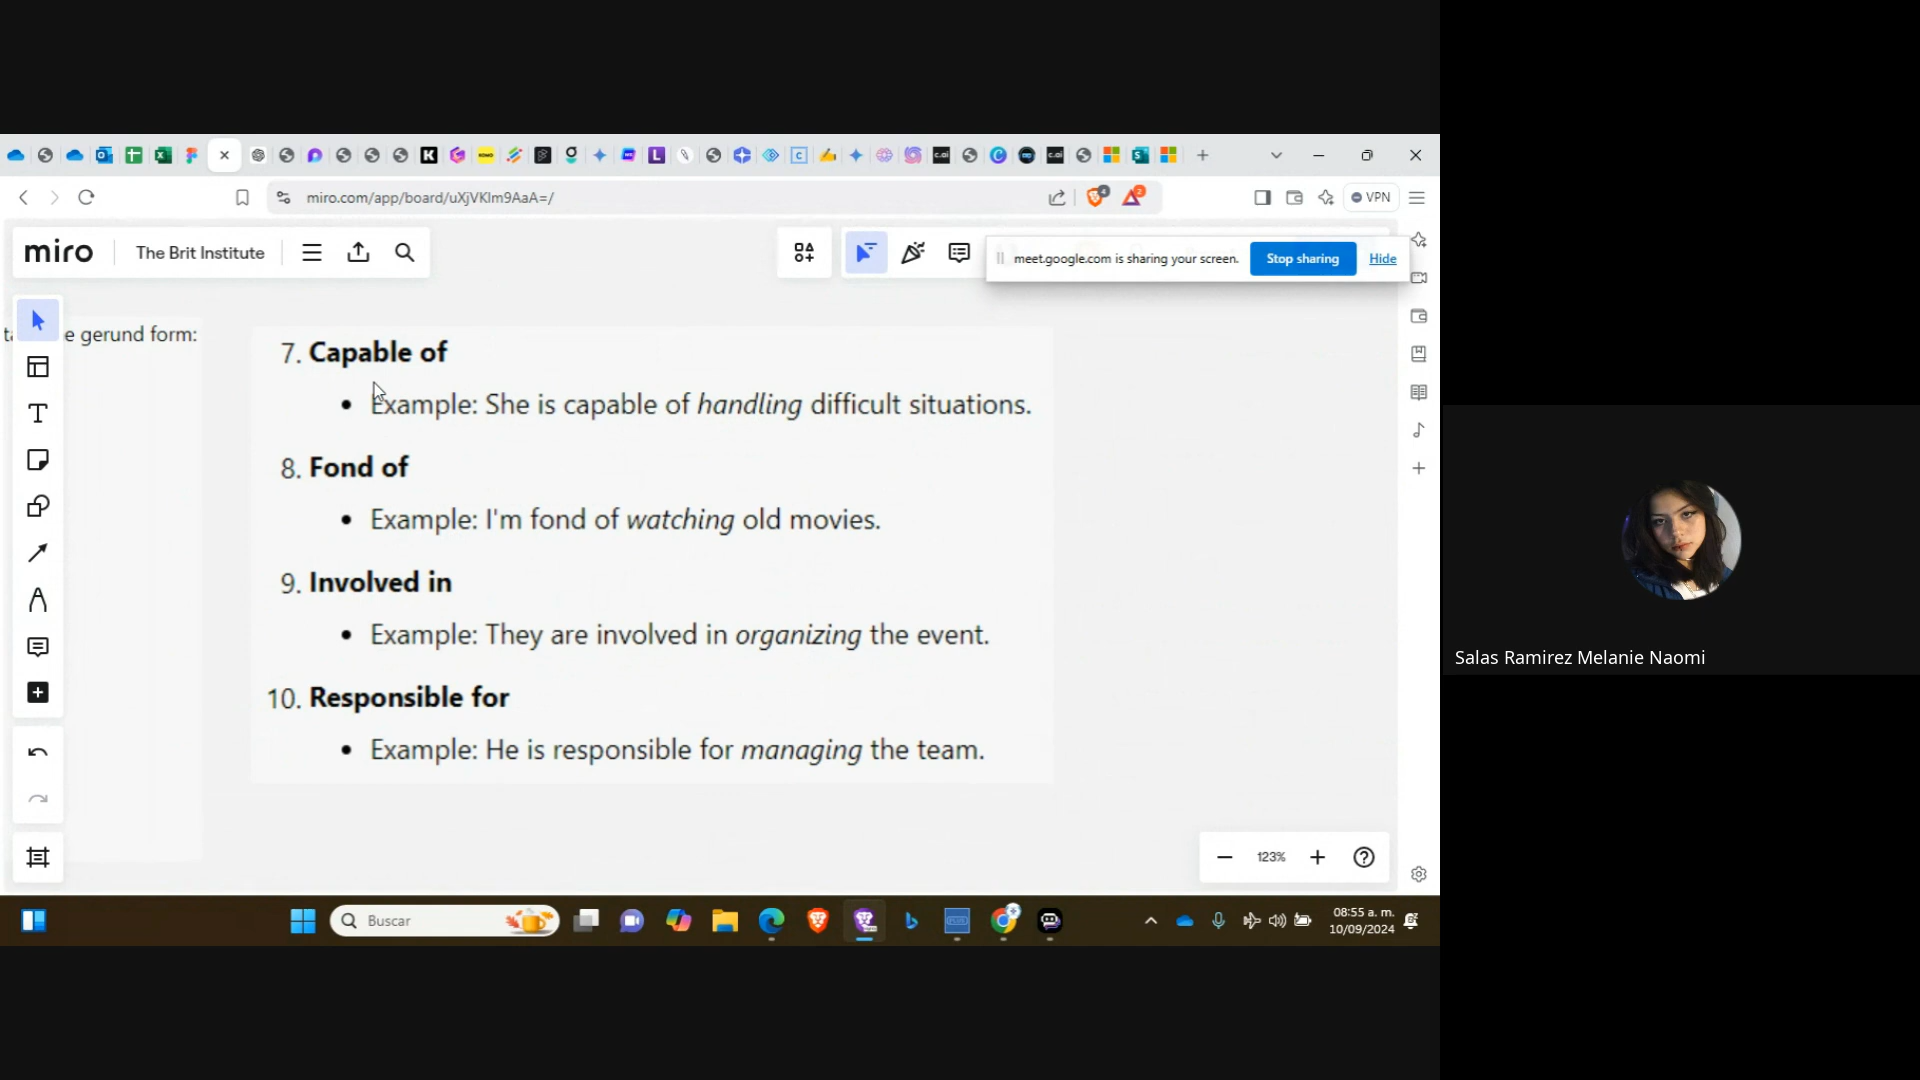 miro.com/app/board/uXjVKlm9AaA=/
4
2
VPN
miro
The Brit Institute
meet.google.com is sharing your screen.
Stop sharing
Hide
e gerund form:
7. Capable of
• Example: She is capable of handling difficult situations.
8. Fond of
• Example: I'm fond of watching old movies.
9. Involved in
• Example: They are involved in organizing the event.
10. Responsible for
• Example: He is responsible for managing the team.
Salas Ramirez Melanie Naomi
123%
Buscar
08:55 a. m.
10/09/2024